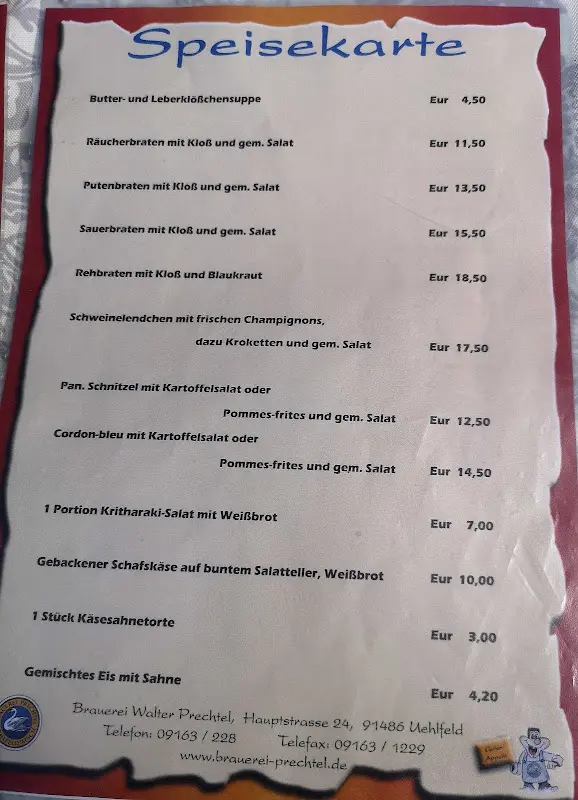 Speisekarte
Butter- und Leberklößchensuppe Eur 4,50
Räucherbraten mit Kloß und gem. Salat Eur 11,50
Putenbraten mit Kloß und gem. Salat Eur 13,50
Sauerbraten mit Kloß und gem. Salat Eur 15,50
Rehbraten mit Kloß und Blaukraut Eur 18,50
Schweinelendchen mit frischen Champignons,
dazu Kroketten und gem. Salat Eur 17,50
Pan. Schnitzel mit Kartoffelsalat oder
Pommes-frites und gem. Salat Eur 12,50
Cordon-bleu mit Kartoffelsalat oder
Pommes-frites und gem. Salat Eur 14,50
1 Portion Kritharaki-Salat mit Weißbrot Eur 7,00
Gebackener Schafskäse auf buntem Salatteller, Weißbrot Eur 10,00
1 Stück Käsesahnetorte Eur 3,00
Gemischtes Eis mit Sahne Eur 4,20
Brauerei Walter Prechtel, Hauptstrasse 24, 91486 Uehlfeld
Telefon: 09163 / 228 Telefax: 09163 / 1229
www.brauerei-prechtel.de
Guten
Appetit